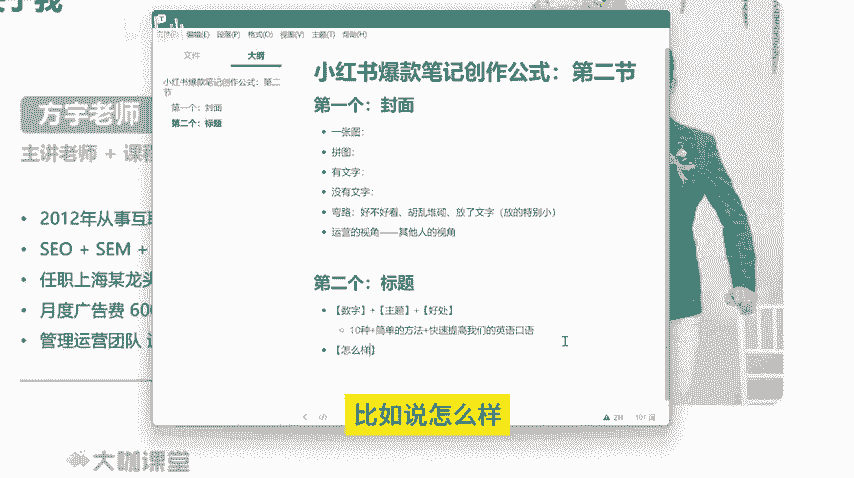 方宇老师
主讲老师 + 课程
• 2012年从事互联
• SEO + SEM +
• 任职上海某龙头
• 月度广告费 600
• 管理运营团队
大咖课堂
编辑(E) 段落(P) 格式(O) 视图(V) 主题(T) 帮助(H)
文件 大纲
小红书爆款笔记创作公式：第二
节
第一个：封面
第二个：标题
小红书爆款笔记创作公式：第二节
第一个：封面
• 一张图：
• 拼图：
• 有文字：
• 没有文字：
• 弯路：好不好看、胡乱堆砌、放了文字（放的特别小）
• 运营的视角——其他人的视角
第二个：标题
• 【数字】+【主题】+【好处】
○ 10种+简单的方法+快速提高我们的英语口语
• 【怎么样】
ZH 101 词
比如说怎么样